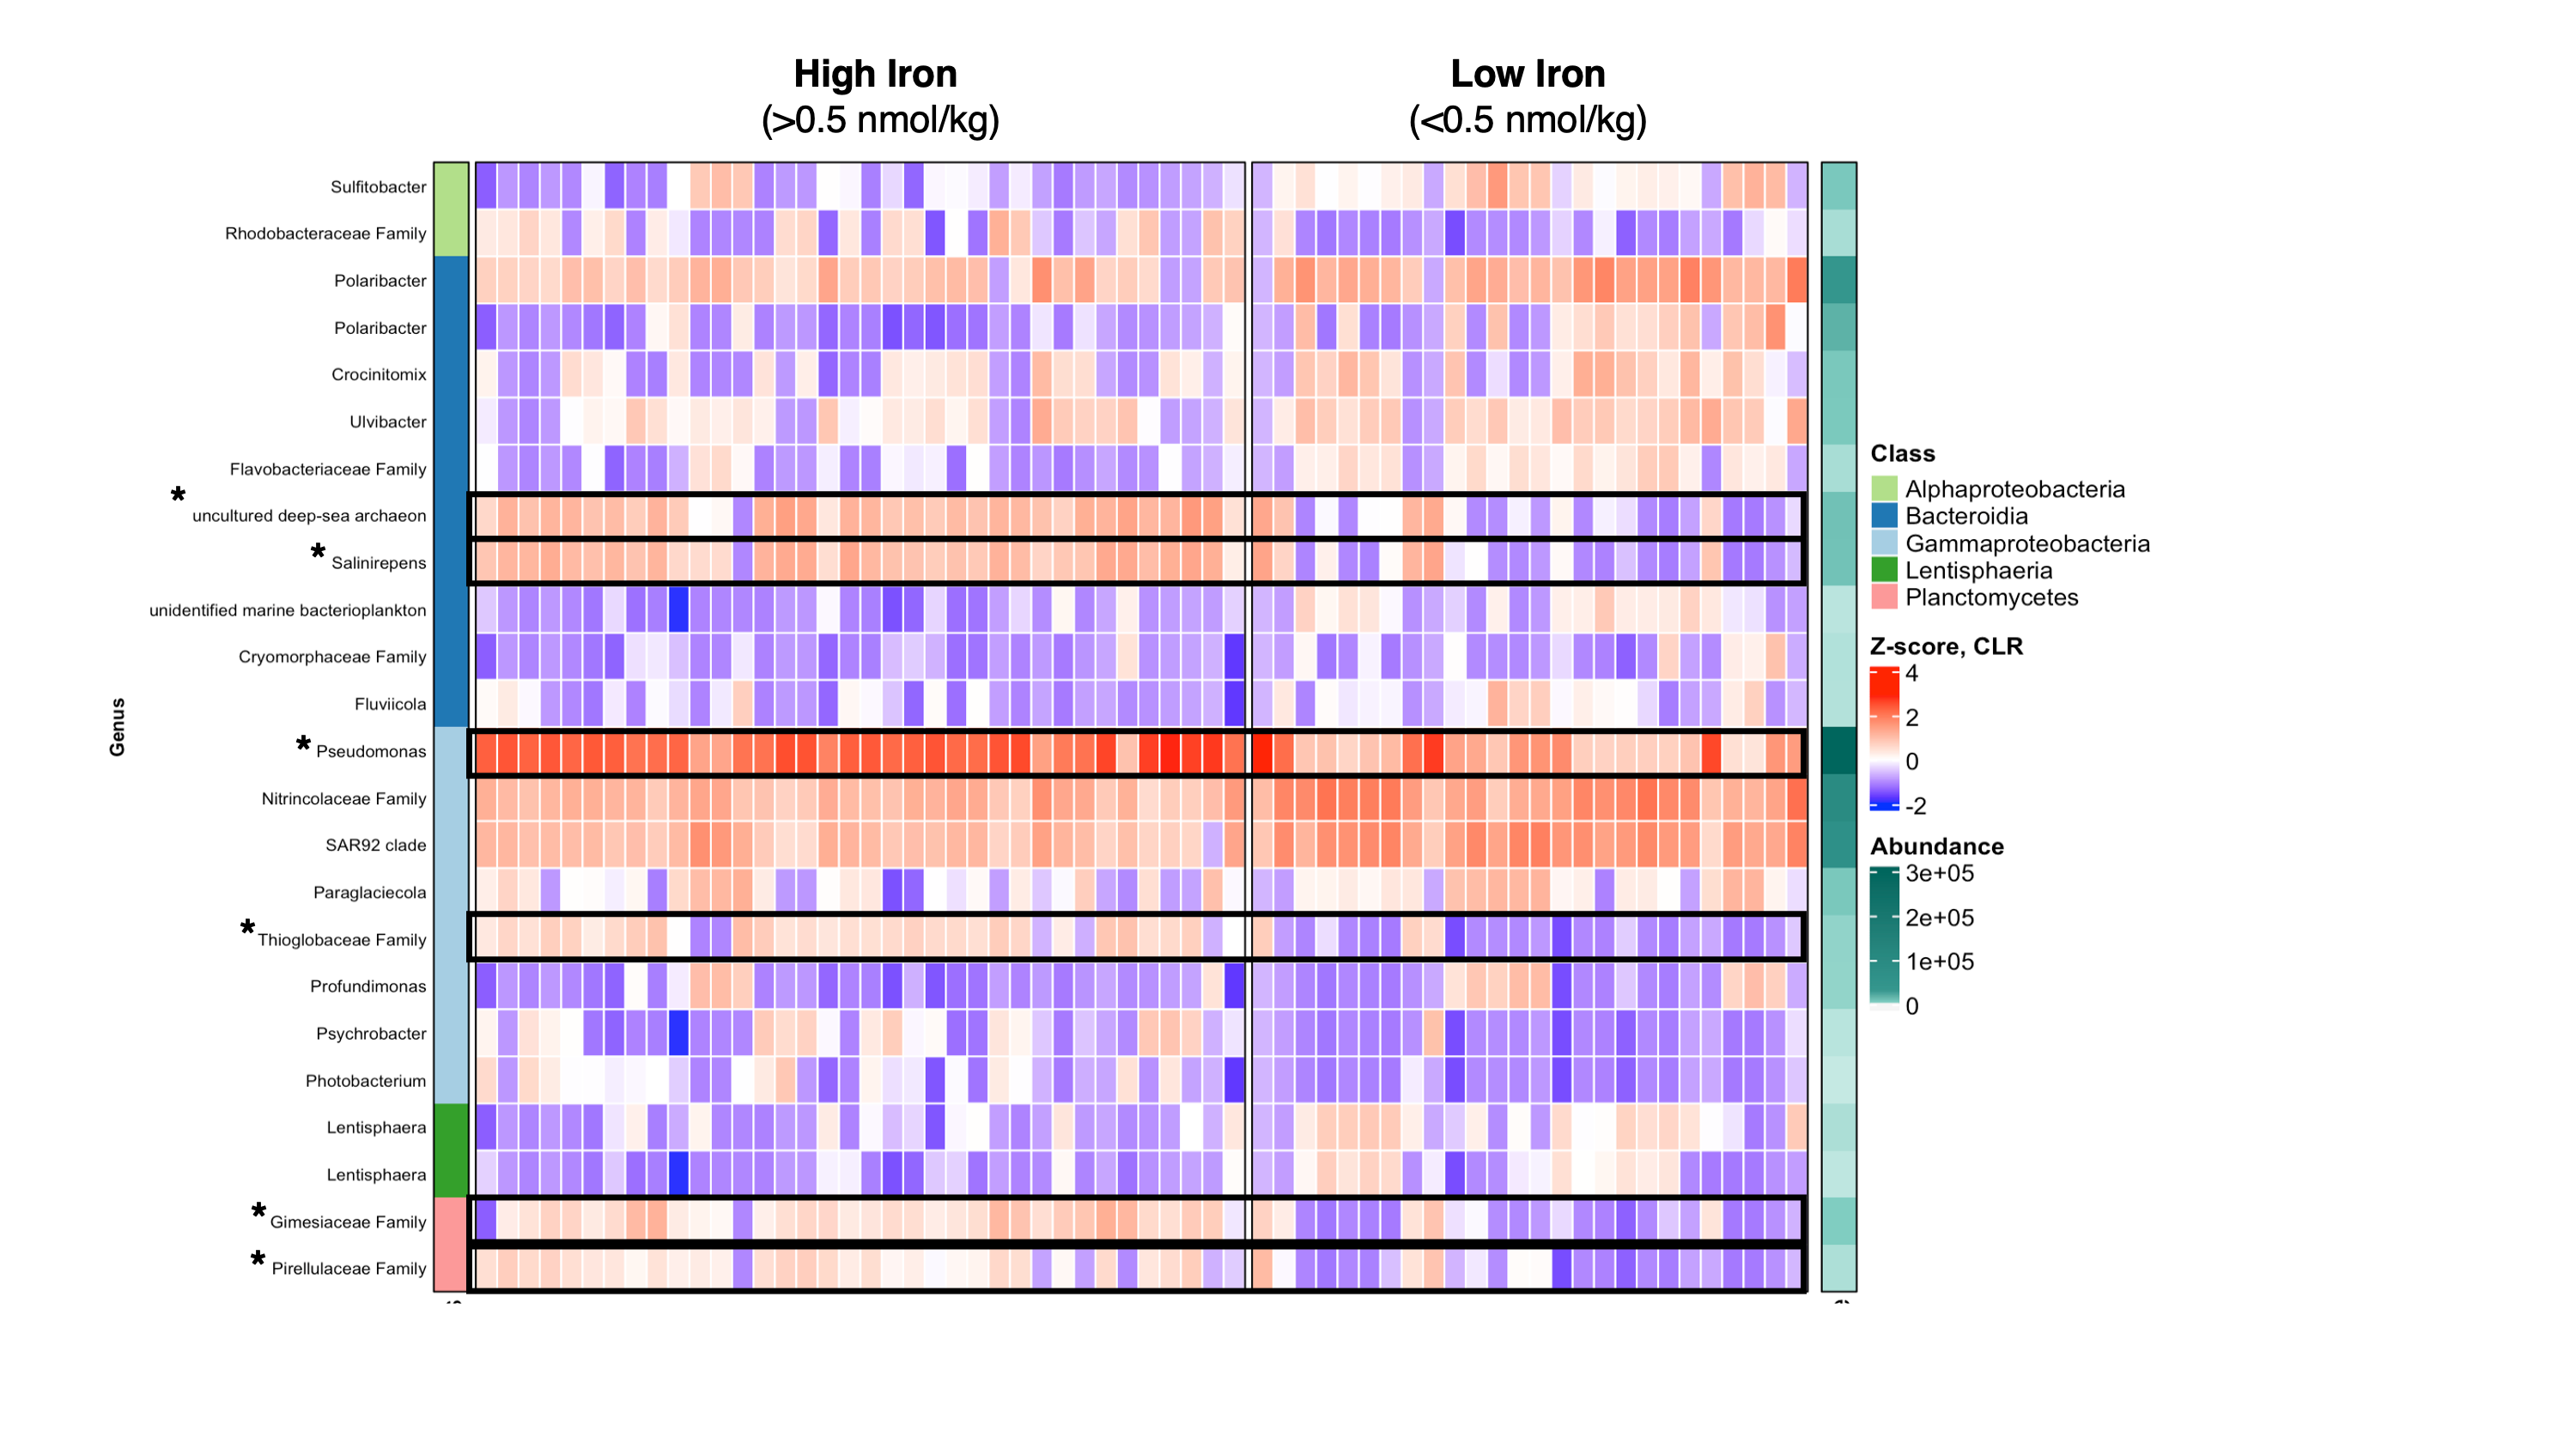 High Iron
(>0.5 nmol/kg)
Low Iron
(<0.5 nmol/kg)
Genus
Sulfitobacter
Rhodobacteraceae Family
Polaribacter
Polaribacter
Crocinitomix
Ulvibacter
Flavobacteriaceae Family
* uncultured deep-sea archaeon
* Salinirepens
unidentified marine bacterioplankton
Cryomorphaceae Family
Fluviicola
* Pseudomonas
Nitrincolaceae Family
SAR92 clade
Paraglaciecola
* Thioglobaceae Family
Profundimonas
Psychrobacter
Photobacterium
Lentisphaera
Lentisphaera
* Gimesiaceae Family
* Pirellulaceae Family
Class
Alphaproteobacteria
Bacteroidia
Gammaproteobacteria
Lentisphaeria
Planctomycetes
Z-score, CLR
4
2
0
-2
Abundance
3e+05
2e+05
1e+05
0